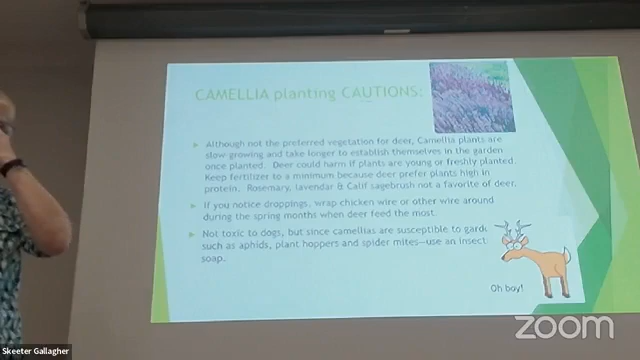 CAMELLIA planting CAUTIONS:
Although not the preferred vegetation for deer, Camellia plants are
slow growing and take longer to establish themselves in the garden
once planted. Deer could harm if plants are young or freshly planted.
Keep fertilizer to a minimum because deer prefer plants high in
protein. Rosemary, lavendar & Calif sagebrush not a favorite of deer.
If you notice droppings, wrap chicken wire or other wire around
during the spring months when deer feed the most.
Not toxic to dogs, but since camellias are susceptible to gard
such as aphids, plant hoppers and spider mites—use an insect
soap.
Oh boy!
zoom
Skeeter Gallagher